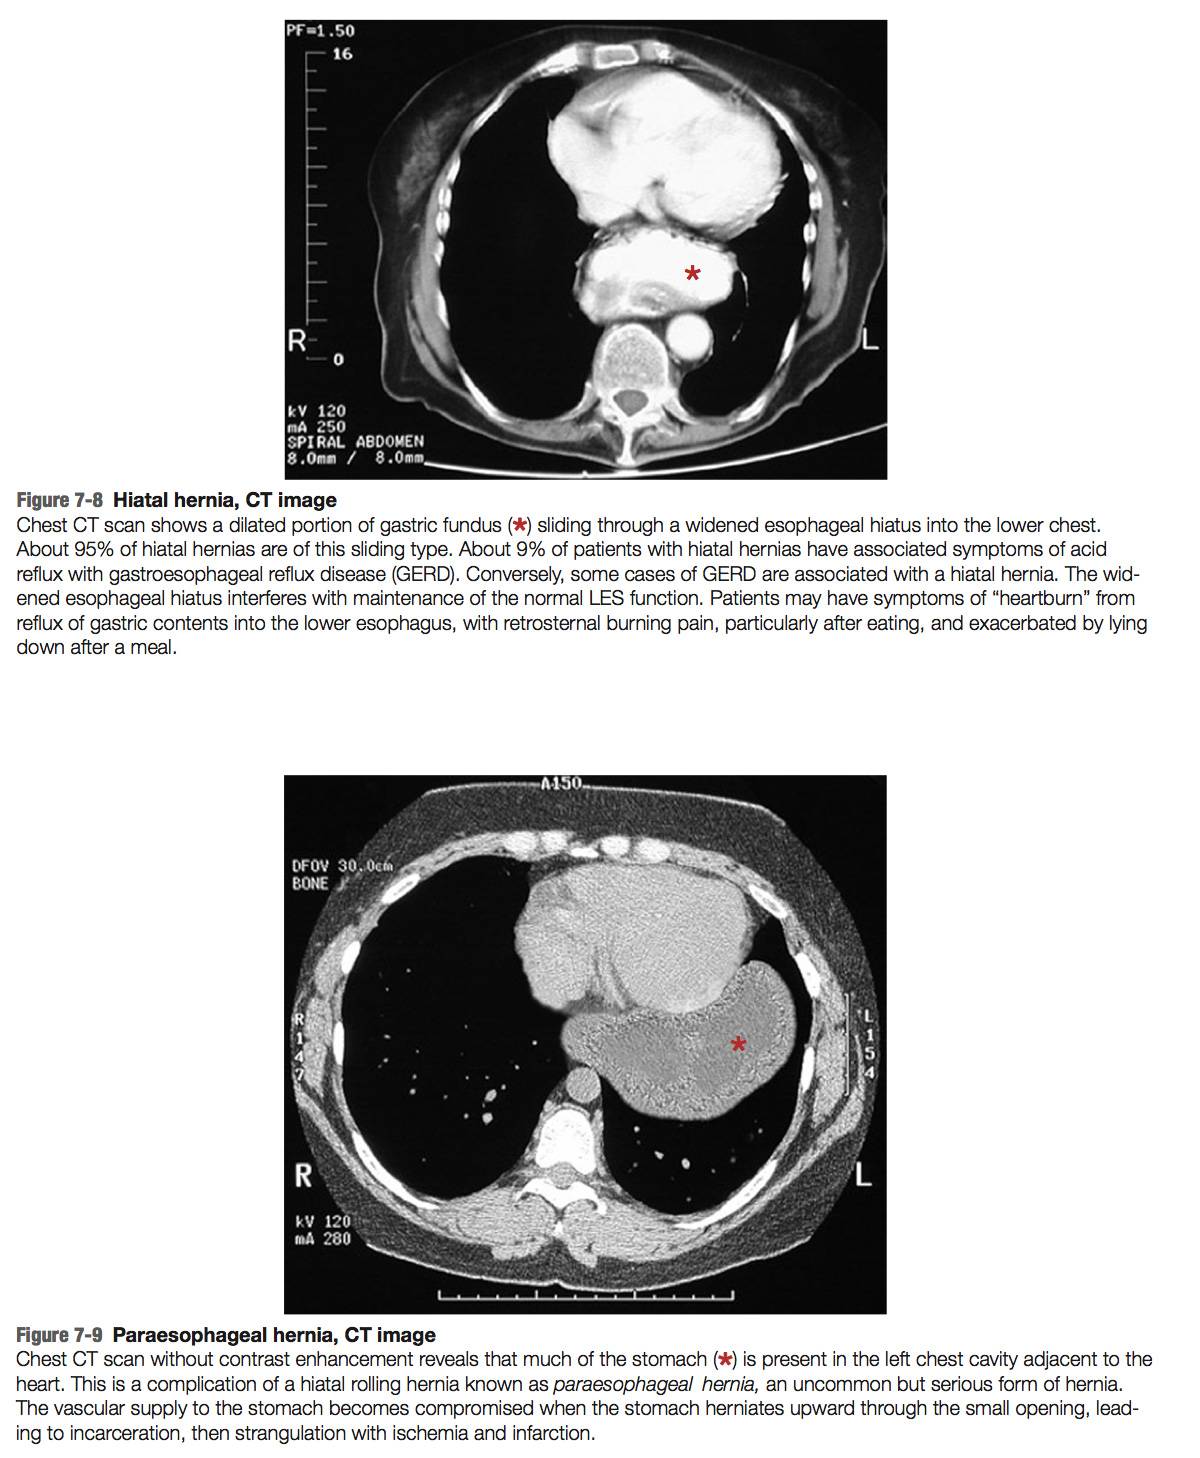 PF=1.50
16
R
0
L
kV 120
mA 250
SPIRAL ABDOMEN
8.0mm / 8.0mm
*
Figure 7-8 Hiatal hernia, CT image
Chest CT scan shows a dilated portion of gastric fundus (*) sliding through a widened esophageal hiatus into the lower chest.
About 95% of hiatal hernias are of this sliding type. About 9% of patients with hiatal hernias have associated symptoms of acid
reflux with gastroesophageal reflux disease (GERD). Conversely, some cases of GERD are associated with a hiatal hernia. The wid-
ened esophageal hiatus interferes with maintenance of the normal LES function. Patients may have symptoms of “heartburn” from
reflux of gastric contents into the lower esophagus, with retrosternal burning pain, particularly after eating, and exacerbated by lying
down after a meal.
A150
DFOV 30.0cm
BONE
R
1
4
7
L
1
5
4
*
R
L
kV 120
mA 280
Figure 7-9 Paraesophageal hernia, CT image
Chest CT scan without contrast enhancement reveals that much of the stomach (*) is present in the left chest cavity adjacent to the
heart. This is a complication of a hiatal rolling hernia known as paraesophageal hernia, an uncommon but serious form of hernia.
The vascular supply to the stomach becomes compromised when the stomach herniates upward through the small opening, lead-
ing to incarceration, then strangulation with ischemia and infarction.